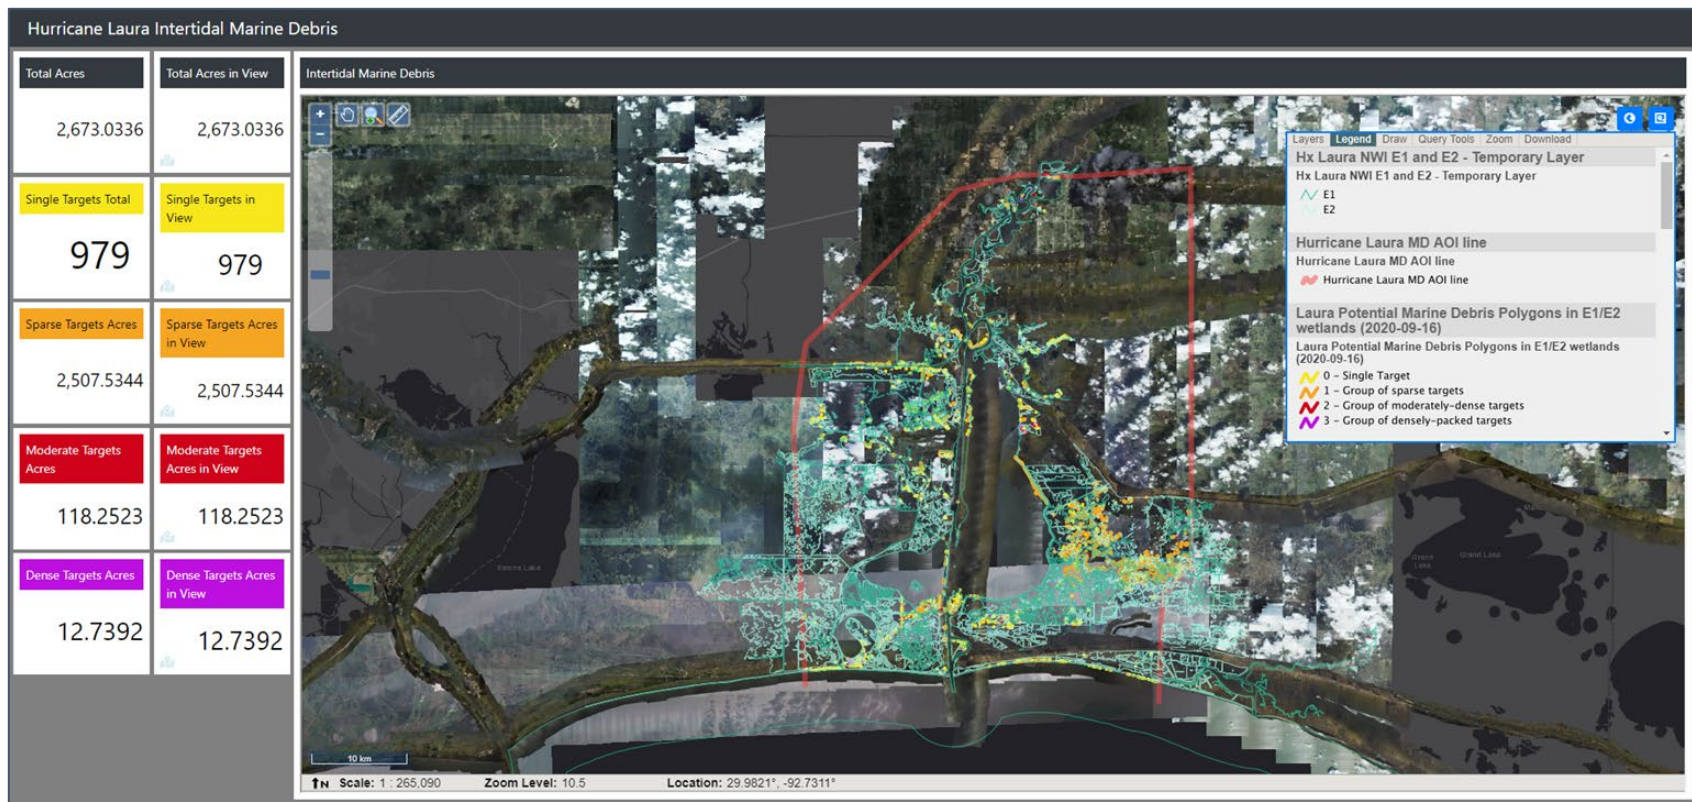 Hurricane Laura Intertidal Marine Debris
Total Acres
2,673.0336
Total Acres in View
2,673.0336
Single Targets Total
979
Single Targets in
View
979
Sparse Targets Acres
2,507.5344
Sparse Targets Acres
in View
2,507.5344
Moderate Targets
Acres
118.2523
Moderate Targets
Acres in View
118.2523
Dense Targets Acres
12.7392
Dense Targets Acres
in View
12.7392
Intertidal Marine Debris
+
−
Layers Legend Draw Query Tools Zoom Download
Hx Laura NWI E1 and E2 - Temporary Layer
Hx Laura NWI E1 and E2 - Temporary Layer
E1
E2
Hurricane Laura MD AOI line
Hurricane Laura MD AOI line
Hurricane Laura MD AOI line
Laura Potential Marine Debris Polygons in E1/E2
wetlands (2020-09-16)
Laura Potential Marine Debris Polygons in E1/E2 wetlands
(2020-09-16)
0 - Single Target
1 - Group of sparse targets
2 - Group of moderately-dense targets
3 - Group of densely-packed targets
Grand Lake
10 km
N Scale: 1 : 265,090 Zoom Level: 10.5 Location: 29.9821°, -92.7311°